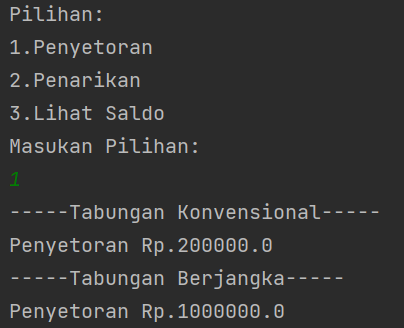 Pilihan:
1.Penyetoran
2.Penarikan
3.Lihat Saldo
Masukan Pilihan:
1
-----Tabungan Konvensional-----
Penyetoran Rp.200000.0
-----Tabungan Berjangka-----
Penyetoran Rp.1000000.0